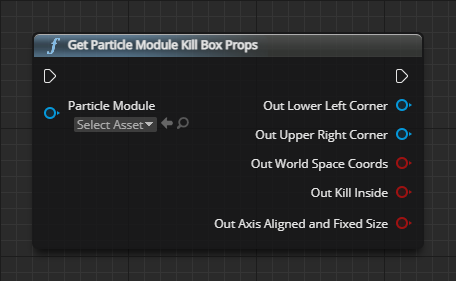 Get Particle Module Kill Box Props
Particle Module
Select Asset
Out Lower Left Corner
Out Upper Right Corner
Out World Space Coords
Out Kill Inside
Out Axis Aligned and Fixed Size